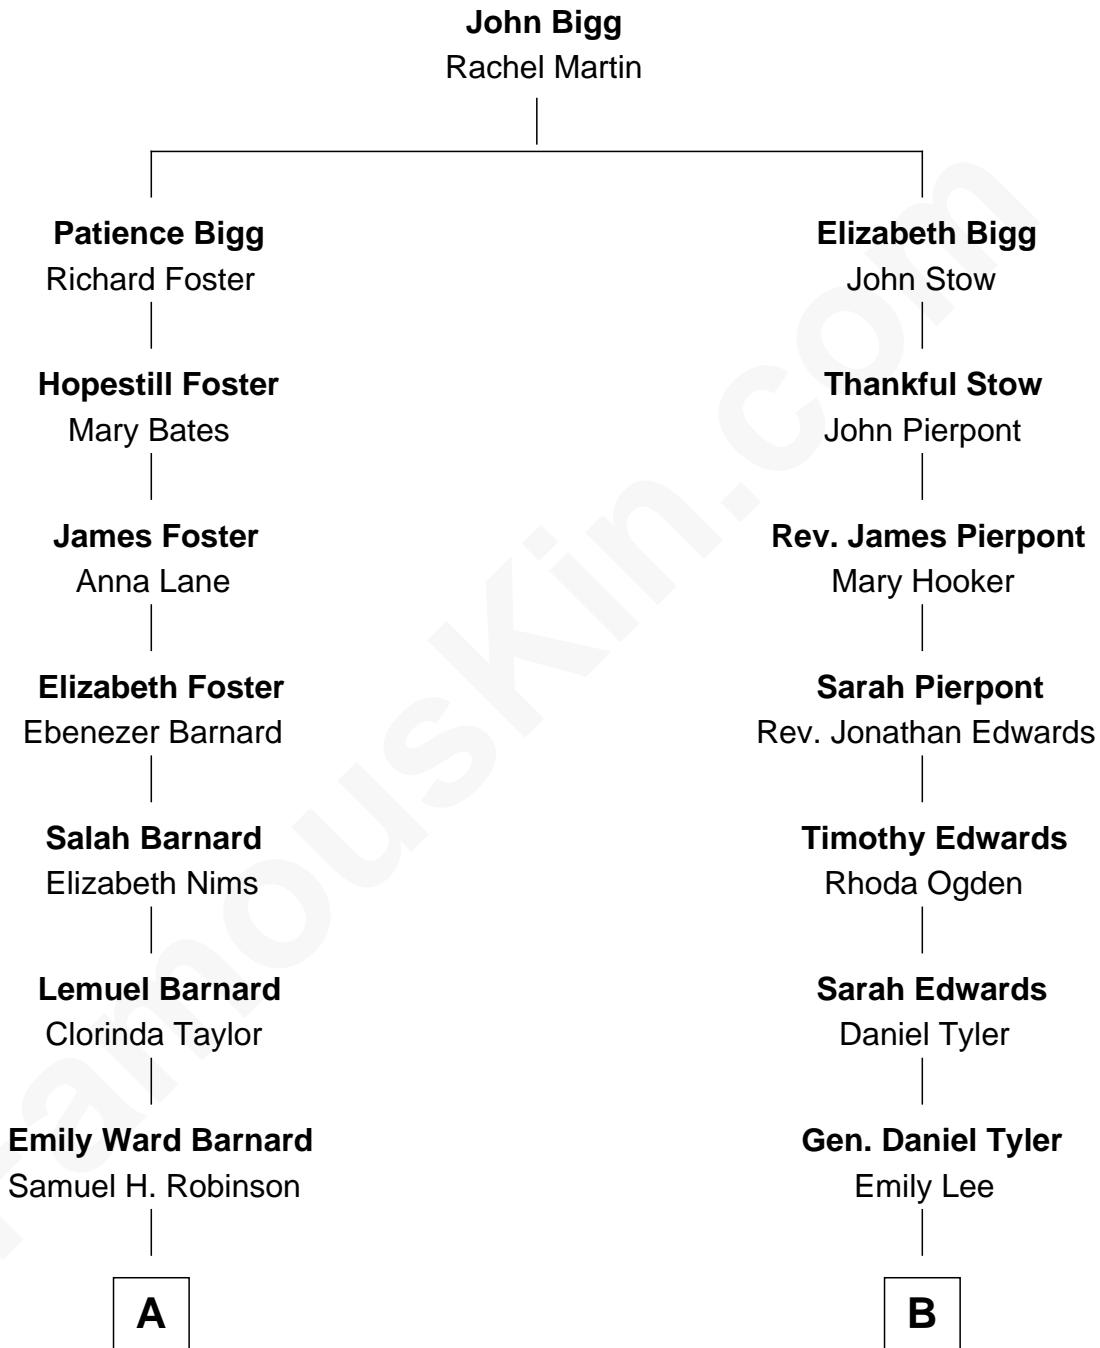 John Bigg
Rachel Martin
Patience Bigg
Richard Foster
Elizabeth Bigg
John Stow
Hopestill Foster
Mary Bates
Thankful Stow
John Pierpont
James Foster
Anna Lane
Rev. James Pierpont
Mary Hooker
Elizabeth Foster
Ebenezer Barnard
Sarah Pierpont
Rev. Jonathan Edwards
Salah Barnard
Elizabeth Nims
Timothy Edwards
Rhoda Ogden
Lemuel Barnard
Clorinda Taylor
Sarah Edwards
Daniel Tyler
Emily Ward Barnard
Samuel H. Robinson
Gen. Daniel Tyler
Emily Lee
A
B
FamousKin.com